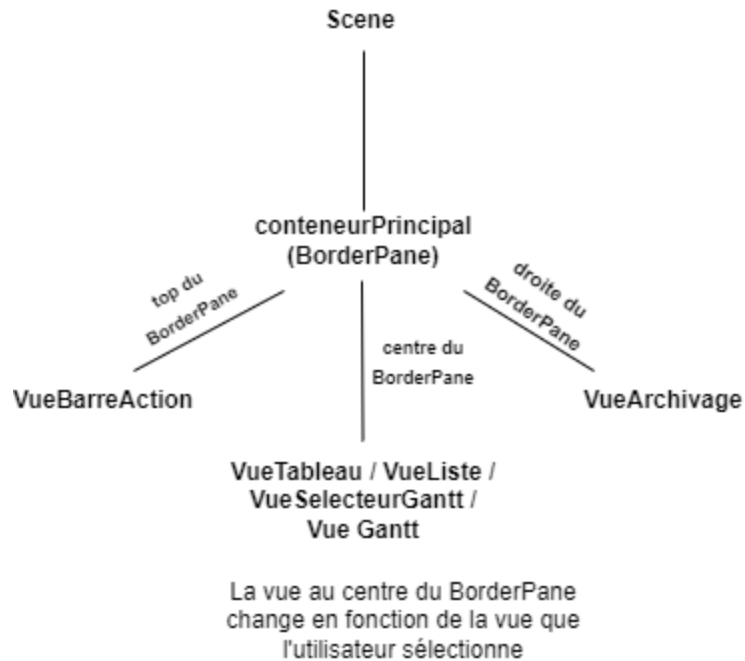 Scene
conteneurPrincipal
(BorderPane)
top du
BorderPane
droite du
BorderPane
centre du
BorderPane
VueBarreAction
VueArchivage
VueTableau / VueListe /
VueSelecteurGantt /
Vue Gantt
La vue au centre du BorderPane
change en fonction de la vue que
l'utilisateur sélectionne